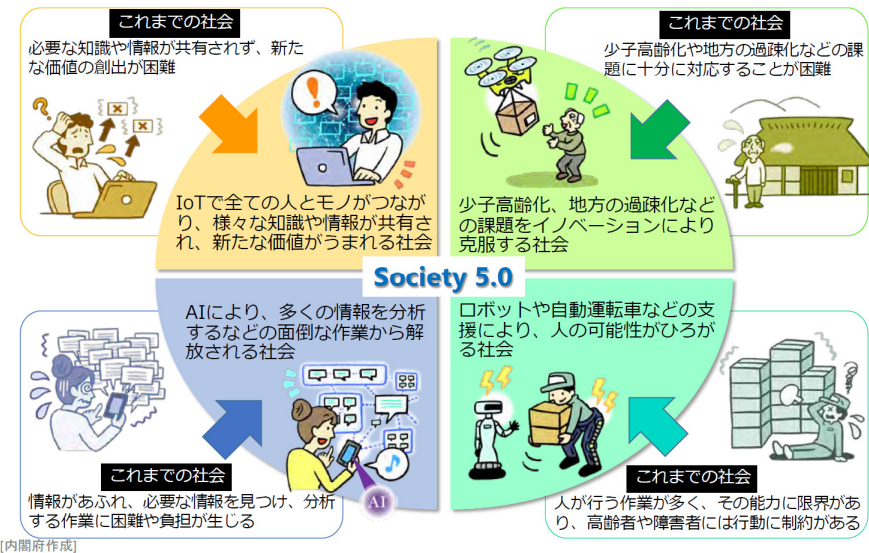 これまでの社会
必要な知識や情報が共有されず、新た
な価値の創出が困難
IoTで全ての人とモノがつなが
り、様々な知識や情報が共有さ
れ、新たな価値がうまれる社会
これまでの社会
少子高齢化や地方の過疎化などの課
題に十分に対応することが困難
少子高齢化、地方の過疎化など
の課題をイノベーションにより
克服する社会
Society 5.0
AIにより、多くの情報を分析
するなどの面倒な作業から解
放される社会
AI
これまでの社会
情報があふれ、必要な情報を見つけ、分析
する作業に困難や負担が生じる
ロボットや自動運転車などの支
援により、人の可能性がひろが
る社会
これまでの社会
人が行う作業が多く、その能力に限界があ
り、高齢者や障害者には行動に制約がある
[内閣府作成]